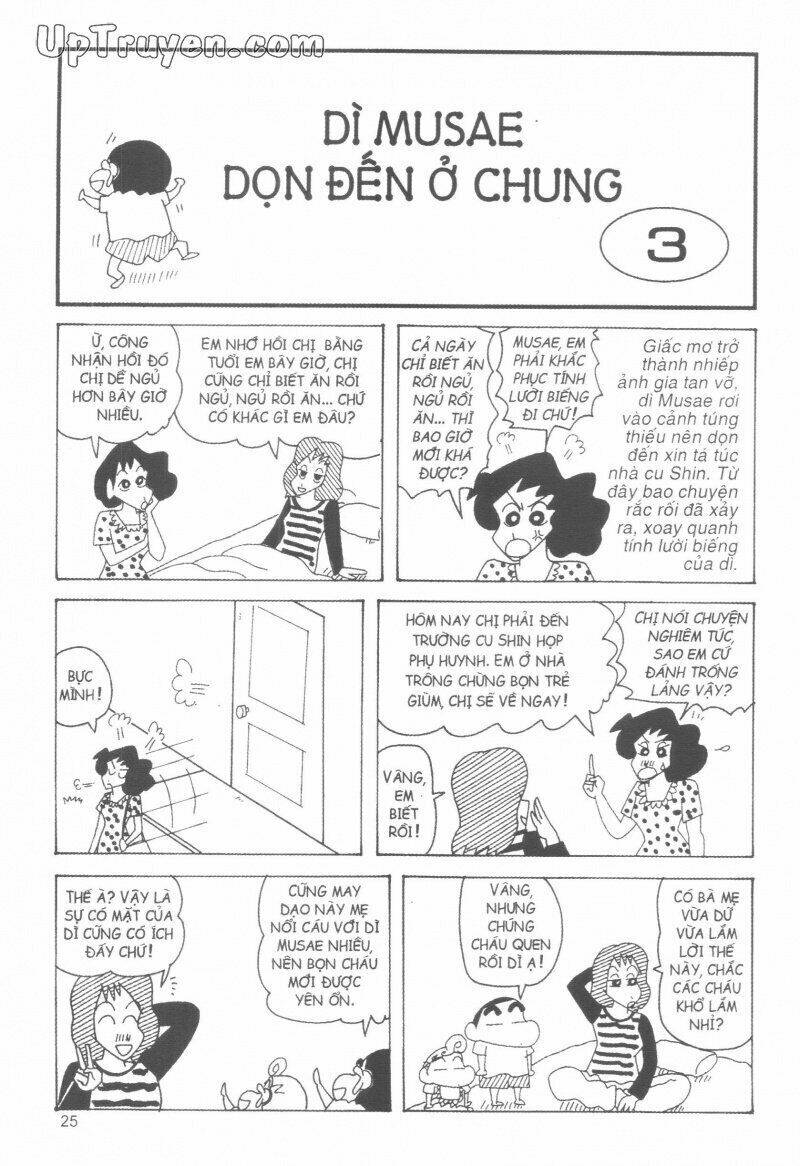 UpTruyen.com
DÌ MUSAE
DỌN ĐẾN Ở CHUNG
3
Giấc mơ trở
thành nhiếp
ảnh gia tan vỡ,
dì Musae rơi
vào cảnh túng
thiếu nên dọn
đến xin tá túc
nhà cu Shin. Từ
đây bao chuyện
rắc rối đã xảy
ra, xoay quanh
tính lười biếng
của dì.
MUSAE, EM
PHẢI KHẮC
PHỤC TÍNH
LƯỜI BIẾNG
ĐI CHỨ!
CẢ NGÀY
CHỈ BIẾT ĂN
RỒI NGỦ,
NGỦ RỒI
ĂN... THÌ
BAO GIỜ
MỚI KHÁ
ĐƯỢC?
EM NHỚ HỒI CHỊ BẰNG
TUỔI EM BÂY GIỜ, CHỊ
CŨNG CHỈ BIẾT ĂN RỒI
NGỦ, NGỦ RỒI ĂN... CHỨ
CÓ KHÁC GÌ EM ĐÂU?
Ừ, CÔNG
NHẬN HỒI ĐÓ
CHỊ DỄ NGỦ
HƠN BÂY GIỜ
NHIỀU.
CHỊ NÓI CHUYỆN
NGHIÊM TÚC,
SAO EM CỨ
ĐÁNH TRỐNG
LẢNG VẬY?
HÔM NAY CHỊ PHẢI ĐẾN
TRƯỜNG CU SHIN HỌP
PHỤ HUYNH. EM Ở NHÀ
TRÔNG CHỪNG BỌN TRẺ
GIÙM, CHỊ SẼ VỀ NGAY!
VÂNG,
EM
BIẾT
RỒI!
BỰC
MÌNH!
CÓ BÀ MẸ
VỪA DỮ
VỪA LẮM
LỜI THẾ
NÀY, CHẮC
CÁC CHÁU
KHỔ LẮM
NHỈ?
VÂNG,
NHƯNG
CHÚNG
CHÁU QUEN
RỒI DÌ Ạ!
CŨNG MAY
DẠO NÀY MẸ
NỔI CÁU VỚI DÌ
MUSAE NHIỀU,
NÊN BỌN CHÁU
MỚI ĐƯỢC
YÊN ỔN.
THẾ À? VẬY LÀ
SỰ CÓ MẶT CỦA
DÌ CŨNG CÓ ÍCH
ĐẤY CHỨ!
25